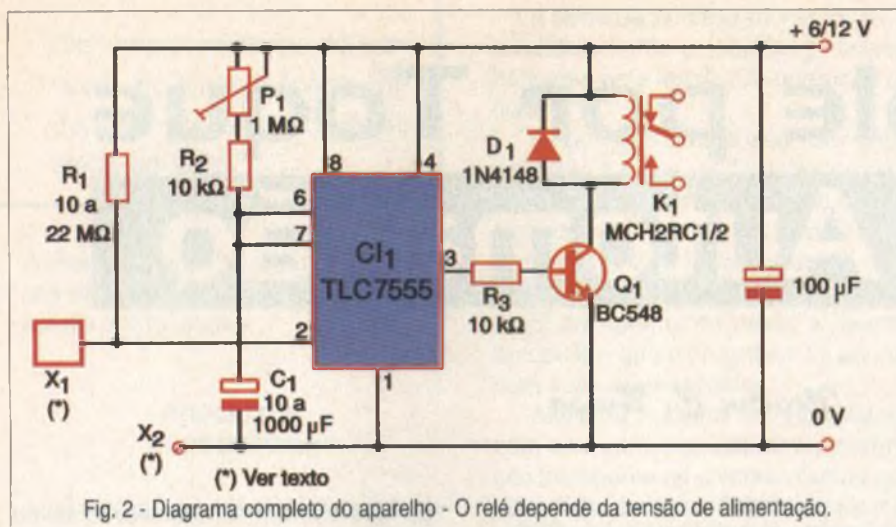 + 6/12 V
P1
1 MΩ
R2
10 kΩ
R1
10 a
22 MΩ
8
4
6
7
3
2
1
CI1
TLC7555
D1
1N4148
K1
MCH2RC1/2
R3
10 kΩ
Q1
BC548
100 µF
X1
(*)
C1
10 a
1000 µF
X2
(*)
0 V
(*) Ver texto
Fig. 2 - Diagrama completo do aparelho - O relé depende da tensão de alimentação.